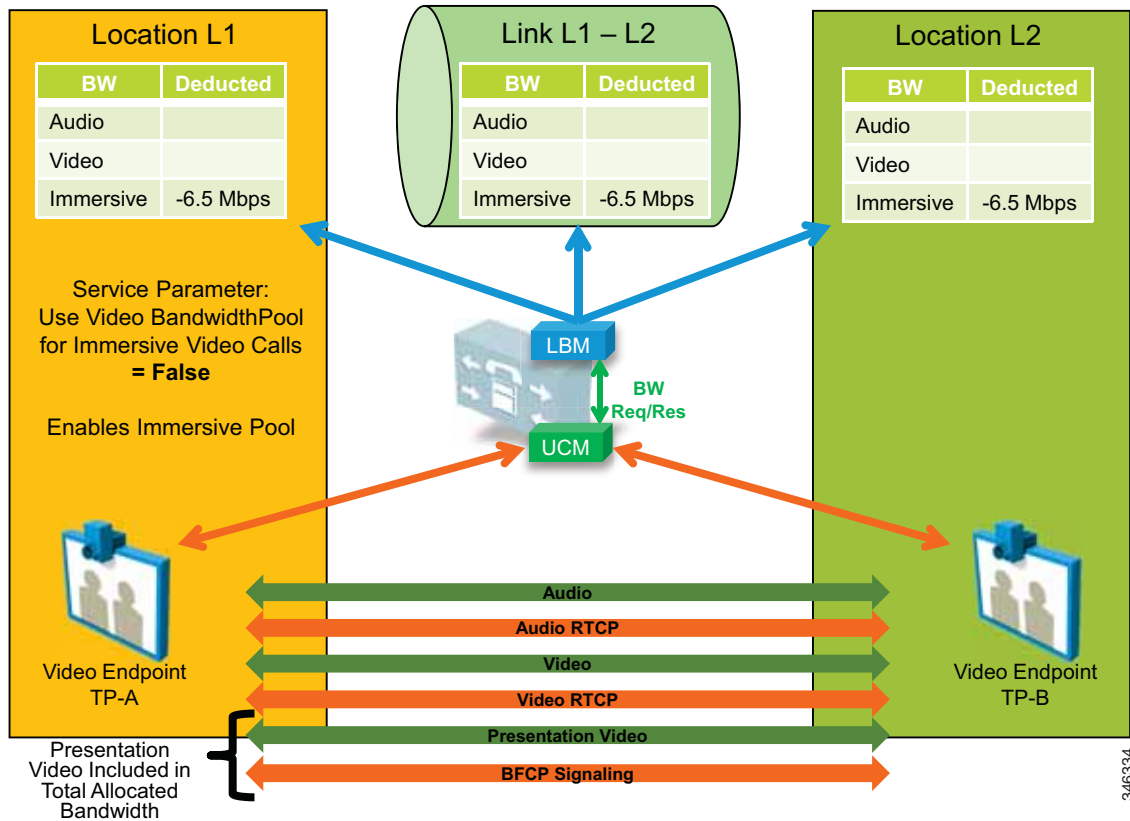 Location L1
BW Deducted
Audio
Video
Immersive -6.5 Mbps
Link L1 – L2
BW Deducted
Audio
Video
Immersive -6.5 Mbps
Location L2
BW Deducted
Audio
Video
Immersive -6.5 Mbps
Service Parameter:
Use Video BandwidthPool
for Immersive Video Calls
= False
Enables Immersive Pool
LBM
BW
Req/Res
UCM
Video Endpoint
TP-A
Video Endpoint
TP-B
Audio
Audio RTCP
Video
Video RTCP
Presentation Video
BFCP Signaling
Presentation
Video Included in
Total Allocated
Bandwidth
346334